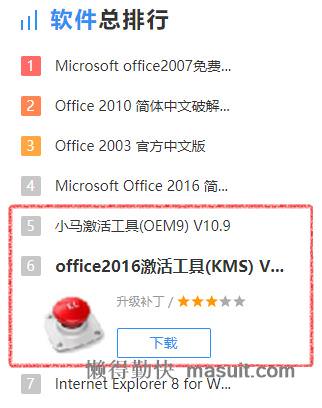 软件总排行
1 Microsoft office2007免费...
2 Office 2010 简体中文破解...
3 Office 2003 官方中文版
4 Microsoft Office 2016 简...
5 小马激活工具(OEM9) V10.9
6 office2016激活工具(KMS) V...
升级补丁 /
下载
懒得勤快 masuit.com
7 Internet Explorer 8 for W...